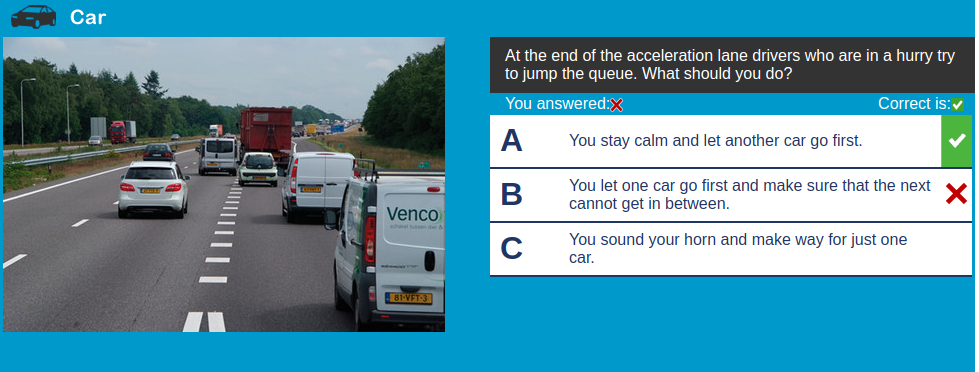 Car
At the end of the acceleration lane drivers who are in a hurry try
to jump the queue. What should you do?
You answered:
Correct is:
A
You stay calm and let another car go first.
B
You let one car go first and make sure that the next
cannot get in between.
C
You sound your horn and make way for just one
car.
Venco
81-VFT-3